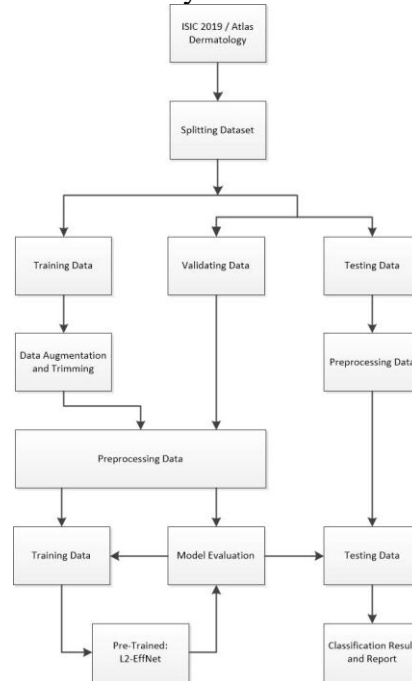 ISIC 2019 / Atlas
Dermatology
Splitting Dataset
Training Data
Validating Data
Testing Data
Data Augmentation
and Trimming
Preprocessing Data
Preprocessing Data
Training Data
Model Evaluation
Testing Data
Pre-Trained:
L2-EffNet
Classification Resul
and Report